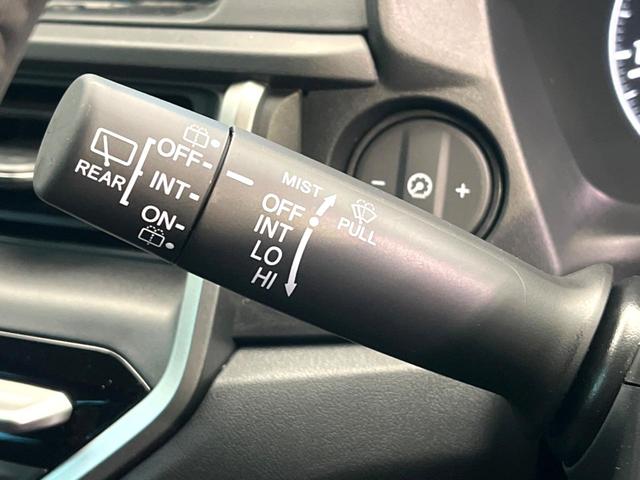 REAR
OFF
INT
ON
MIST
OFF
INT
LO
HI
PULL
- +